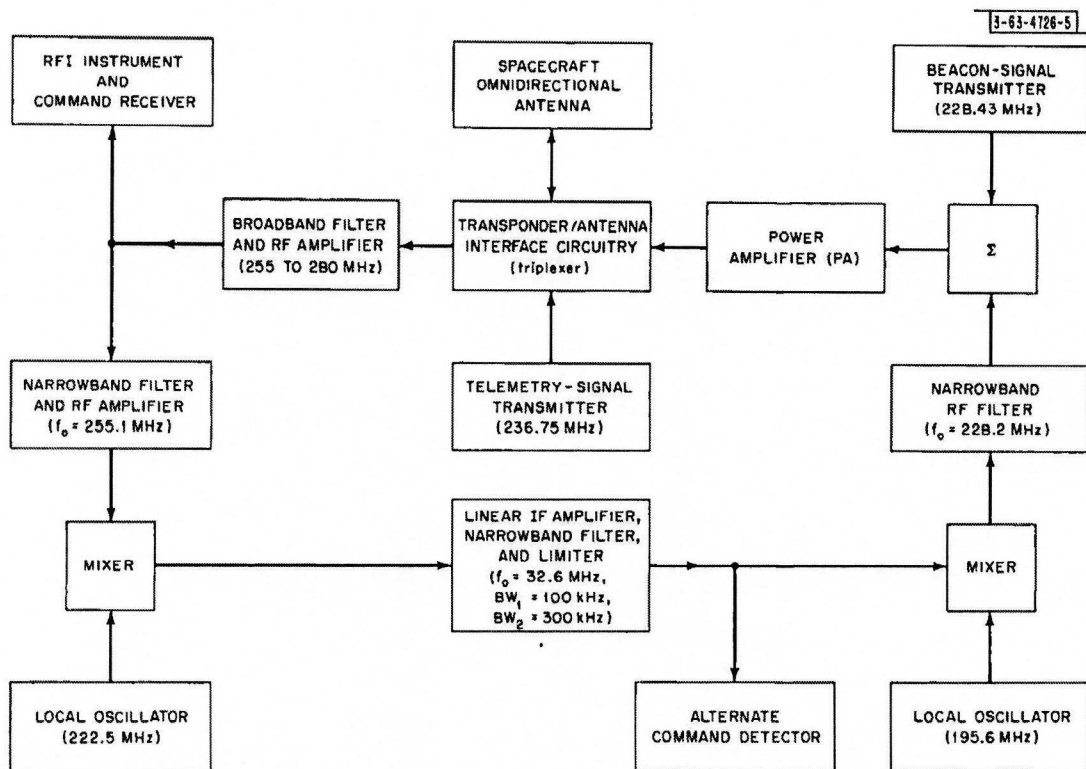 3-63-4726-5
RFI INSTRUMENT
AND
COMMAND RECEIVER
SPACECRAFT
OMNIDIRECTIONAL
ANTENNA
BEACON-SIGNAL
TRANSMITTER
(228.43 MHz)
BROADBAND FILTER
AND RF AMPLIFIER
(255 TO 280 MHz)
TRANSPONDER/ANTENNA
INTERFACE CIRCUITRY
(triplexer)
POWER
AMPLIFIER (PA)
Σ
NARROWBAND FILTER
AND RF AMPLIFIER
(fo = 255.1 MHz)
TELEMETRY-SIGNAL
TRANSMITTER
(236.75 MHz)
NARROWBAND
RF FILTER
(fo = 228.2 MHz)
MIXER
LINEAR IF AMPLIFIER,
NARROWBAND FILTER,
AND LIMITER
(fo = 32.6 MHz,
BW1 = 100 kHz,
BW2 = 300 kHz)
MIXER
LOCAL OSCILLATOR
(222.5 MHz)
ALTERNATE
COMMAND DETECTOR
LOCAL OSCILLATOR
(195.6 MHz)